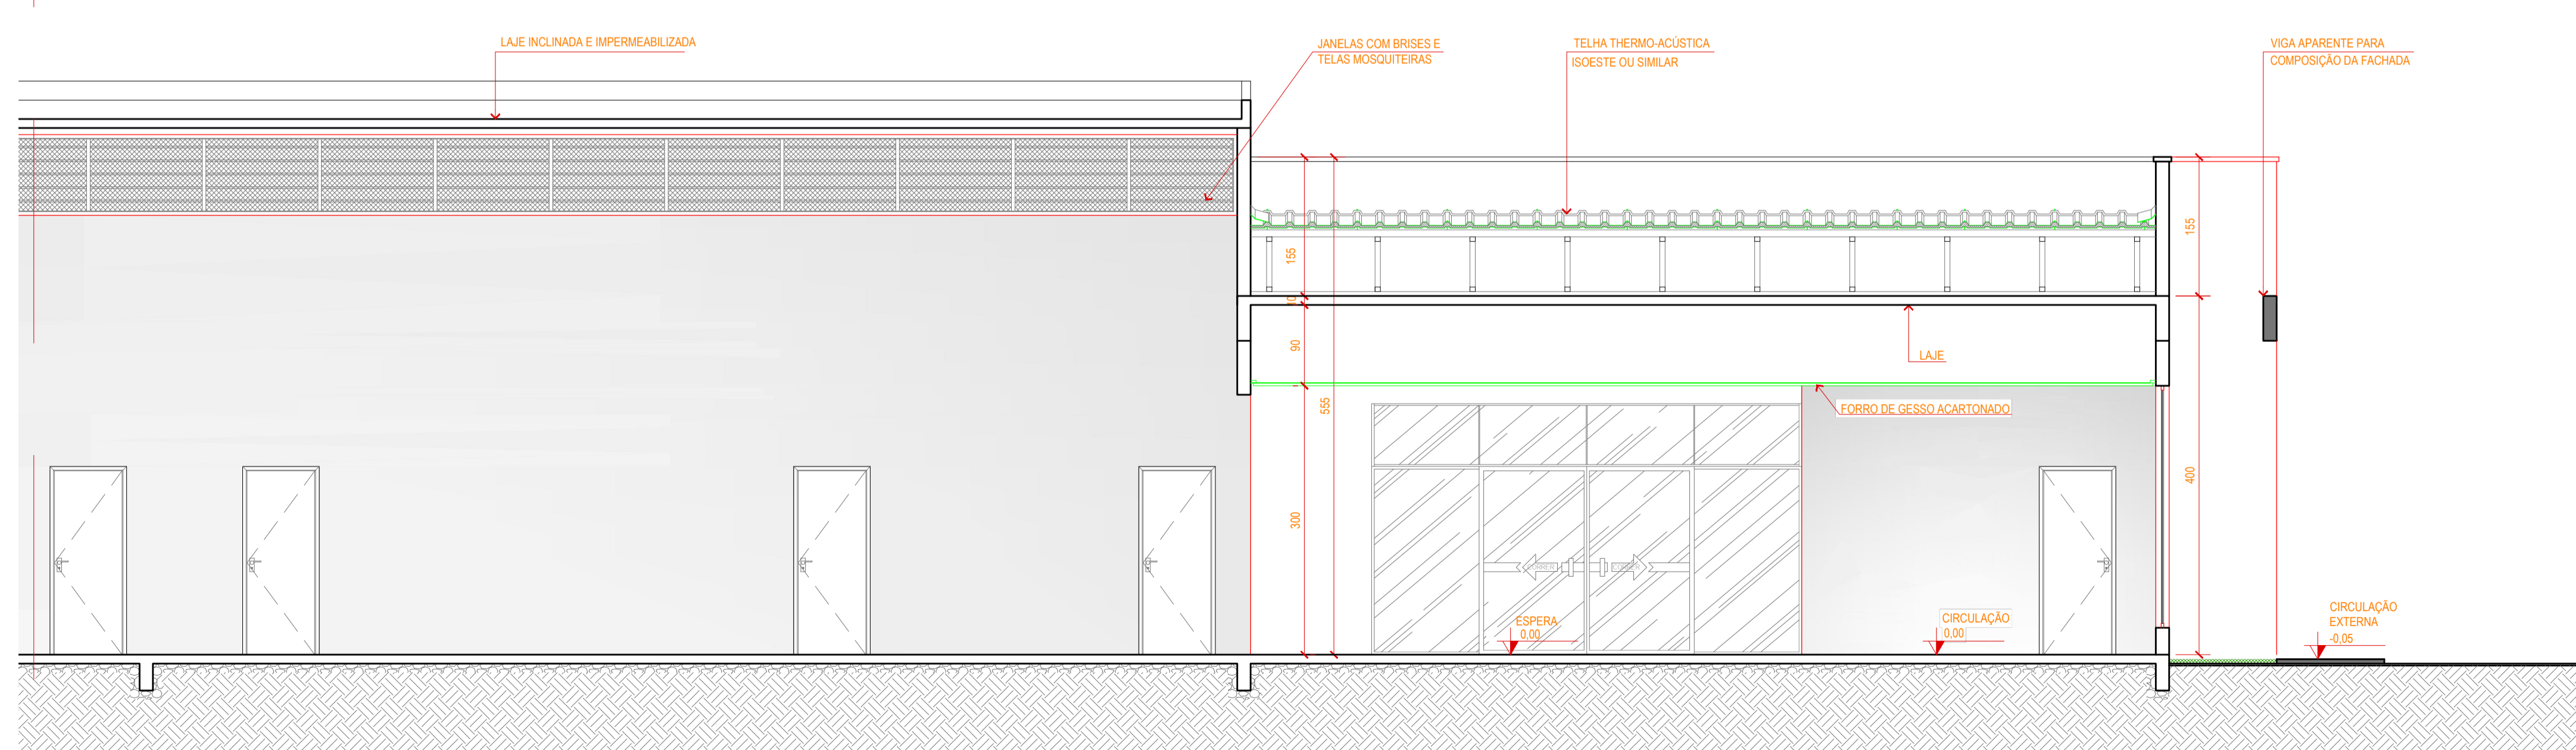 LAJE INCLINADA E IMPERMEABILIZADA
JANELAS COM BRISES E
TELAS MOSQUITEIRAS
TELHA THERMO-ACÚSTICA
ISOESTE OU SIMILAR
VIGA APARENTE PARA
COMPOSIÇÃO DA FACHADA
155
155
10
90
LAJE
555
FORRO DE GESSO ACARTONADO
400
300
CORRER
CORRER
ESPERA
0,00
CIRCULAÇÃO
0,00
CIRCULAÇÃO
EXTERNA
-0,05